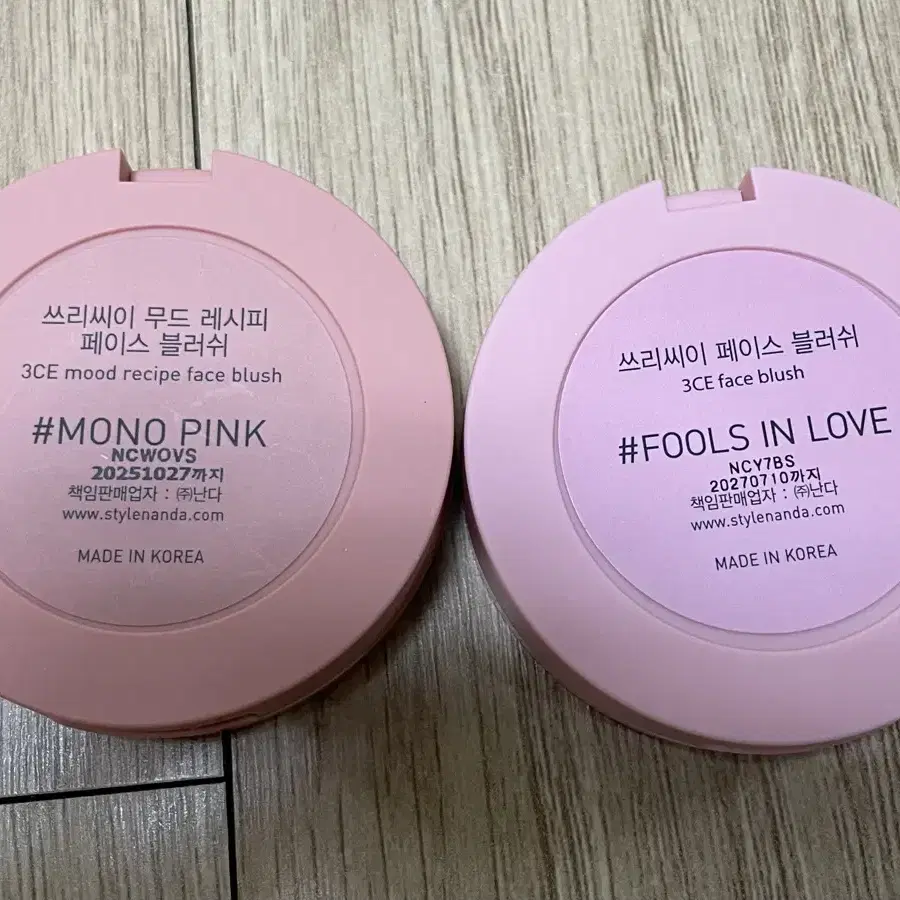 쓰리씨이 무드 레시피
페이스 블러쉬
3CE mood recipe face blush
#MONO PINK
NCWOVS
20251027까지
책임판매업자 : ㈜난다
www.stylenanda.com
MADE IN KOREA
쓰리씨이 페이스 블러쉬
3CE face blush
#FOOLS IN LOVE
NCY7BS
20270710까지
책임판매업자 : ㈜난다
www.stylenanda.com
MADE IN KOREA